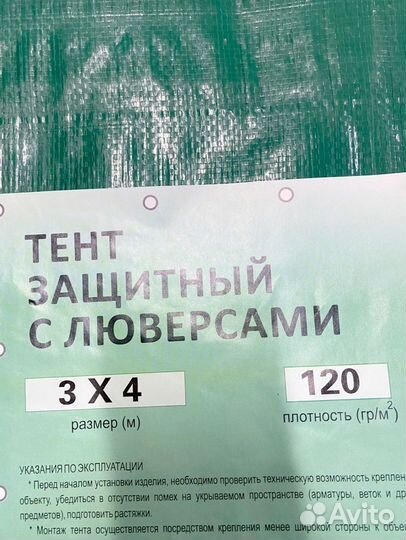 ТЕНТ
ЗАЩИТНЫЙ
С ЛЮВЕРСАМИ
3 X 4
размер (м)
120
плотность (гр/м²)
УКАЗАНИЯ ПО ЭКСПЛУАТАЦИИ
* Перед началом установки изделия, необходимо проверить техническую возможность креплен
объекту, убедиться в отсутствии помех на укрываемом пространстве (арматуры, веток и др
предметов), подготовить растяжки.
* Монтаж тента осуществляется посредством крепления менее широкой стороны к объе
Avito